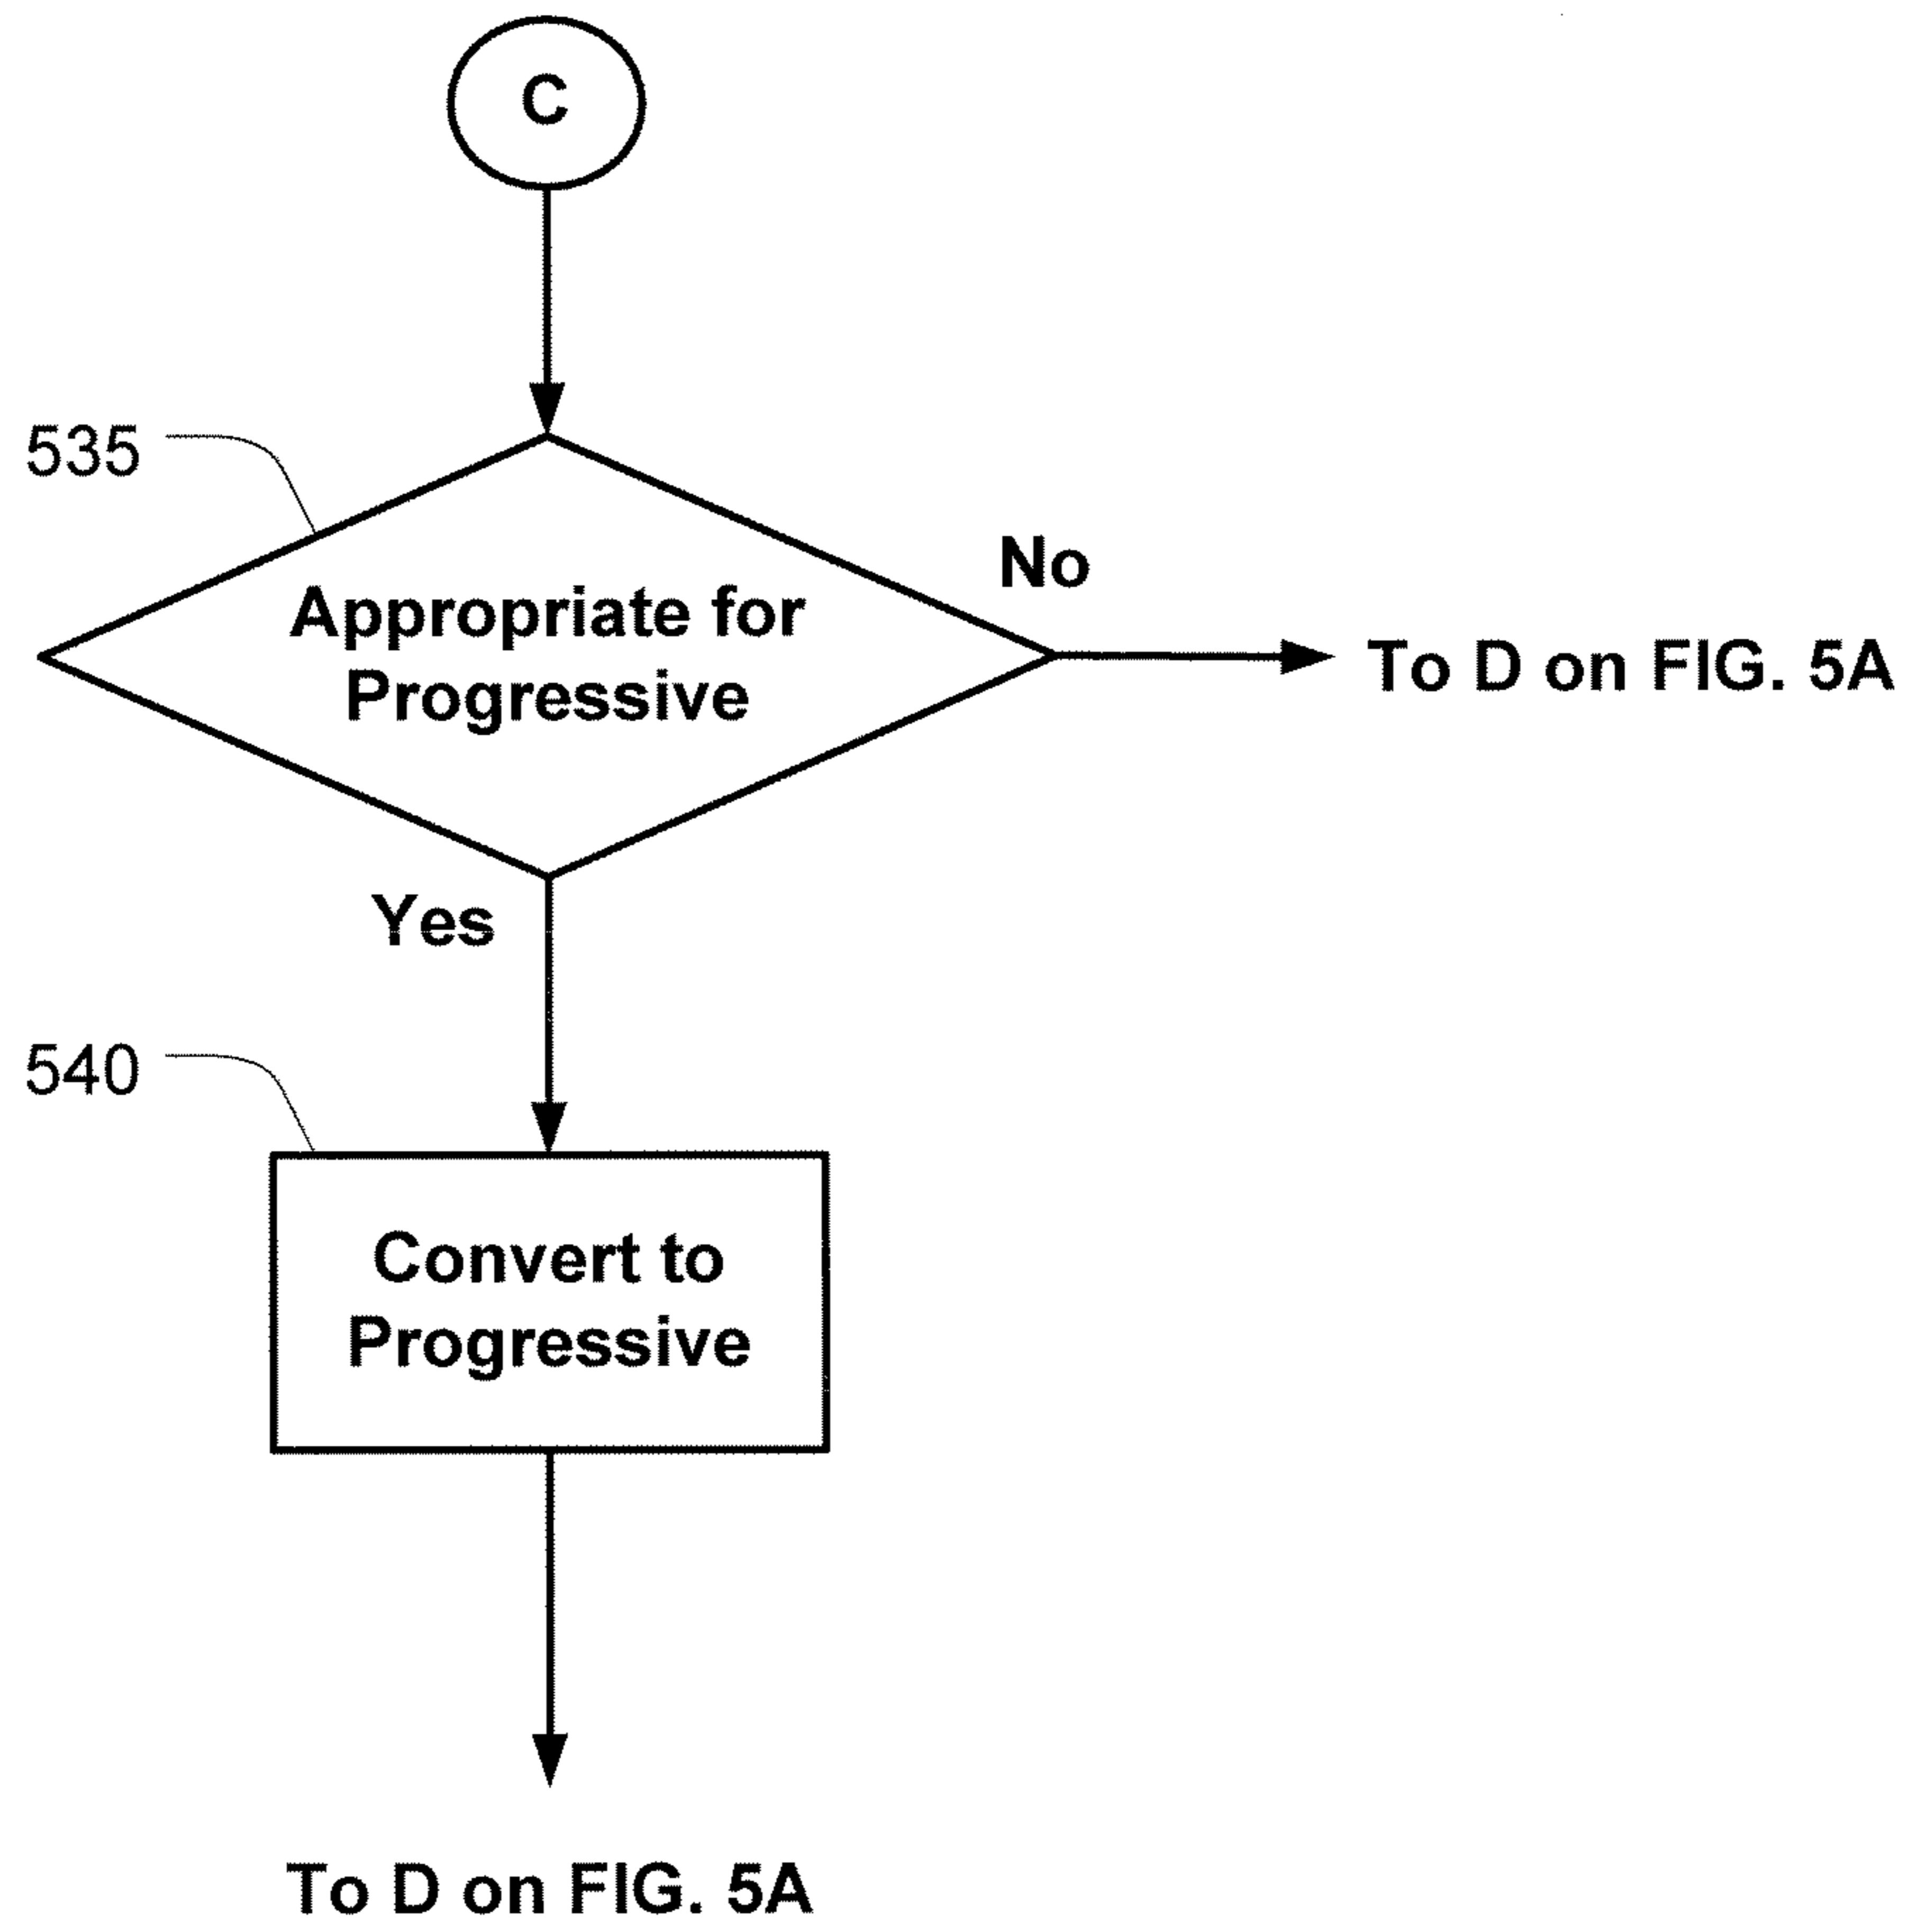 C
535
Appropriate for
Progressive
No
To D on FIG. 5A
Yes
540
Convert to
Progressive
To D on FIG. 5A